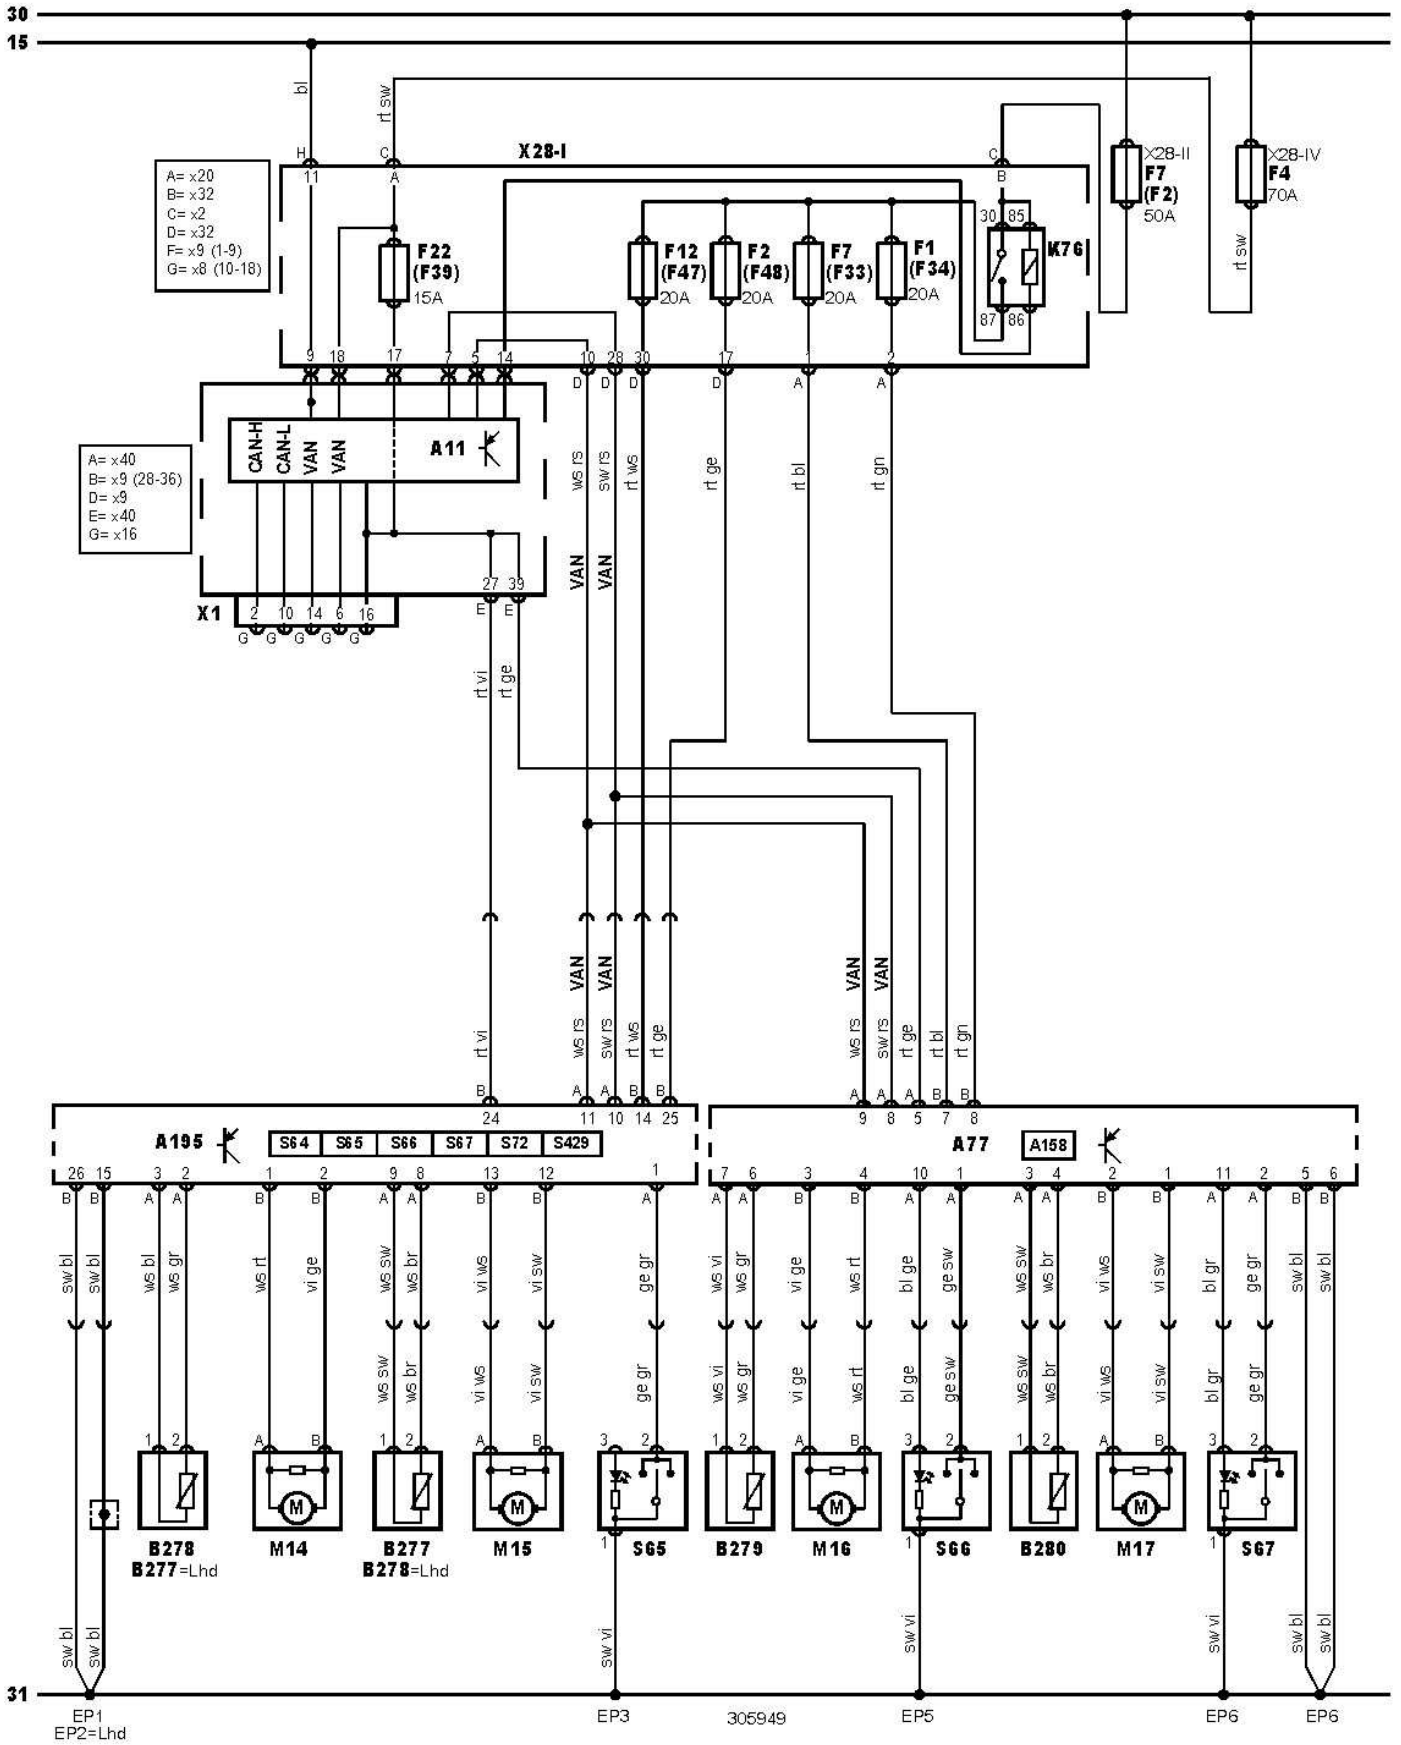 30
15
bl
rt sw
H
C
X28-I
C
11
A
B
A= x20
B= x32
C= x2
D= x32
F= x9 (1-9)
G= x8 (10-18)
X28-II
F7
(F2)
50A
X28-IV
F4
70A
rt sw
F22
(F39)
15A
F12
(F47)
20A
F2
(F48)
20A
F7
(F33)
20A
F1
(F34)
20A
30 85
K76
87 86
9 18 17 7 5 14 10 28 30 17 1 2
D D D D A A
A= x40
B= x9 (28-36)
D= x9
E= x40
G= x16
CAN-H
CAN-L
VAN
VAN
A11
ws rs
sw rs
rt ws
rt ge
rt bl
rt gn
VAN
VAN
27 39
E E
X1
2 10 14 6 16
G G G G G
rt vi
rt ge
VAN
VAN
VAN
VAN
rt vi
ws rs
sw rs
rt ws
rt ge
ws rs
sw rs
rt ge
rt bl
rt gn
B A A B B A A A B B
24 11 10 14 25 9 8 5 7 8
A195
S64 S65 S66 S67 S72 S429
A77
A158
26 15 3 2 1 2 9 8 13 12 1 7 6 3 4 10 1 3 4 2 1 11 2 5 6
B B A A B B A A B B A A A B B A A A A B B A A B B
sw bl
sw bl
ws bl
ws gr
ws rt
vi ge
ws sw
ws br
vi ws
vi sw
ge gr
ws vi
ws gr
vi ge
ws rt
bl ge
ge sw
ws sw
ws br
vi ws
vi sw
bl gr
ge gr
sw bl
sw bl
ws sw
ws br
vi ws
vi sw
ge gr
ws vi
ws gr
vi ge
ws rt
bl ge
ge sw
ws sw
ws br
vi ws
vi sw
bl gr
ge gr
1 2 A B 1 2 A B 3 2 1 2 A B 3 2 1 2 A B 3 2
M M M M
1 1 1
B278
B277=Lhd
M14
B277
B278=Lhd
M15
S65
B279
M16
S66
B280
M17
S67
sw bl
sw bl
sw vi
sw vi
sw vi
sw bl
sw bl
31
EP1
EP2=Lhd
EP3
305949
EP5
EP6
EP6